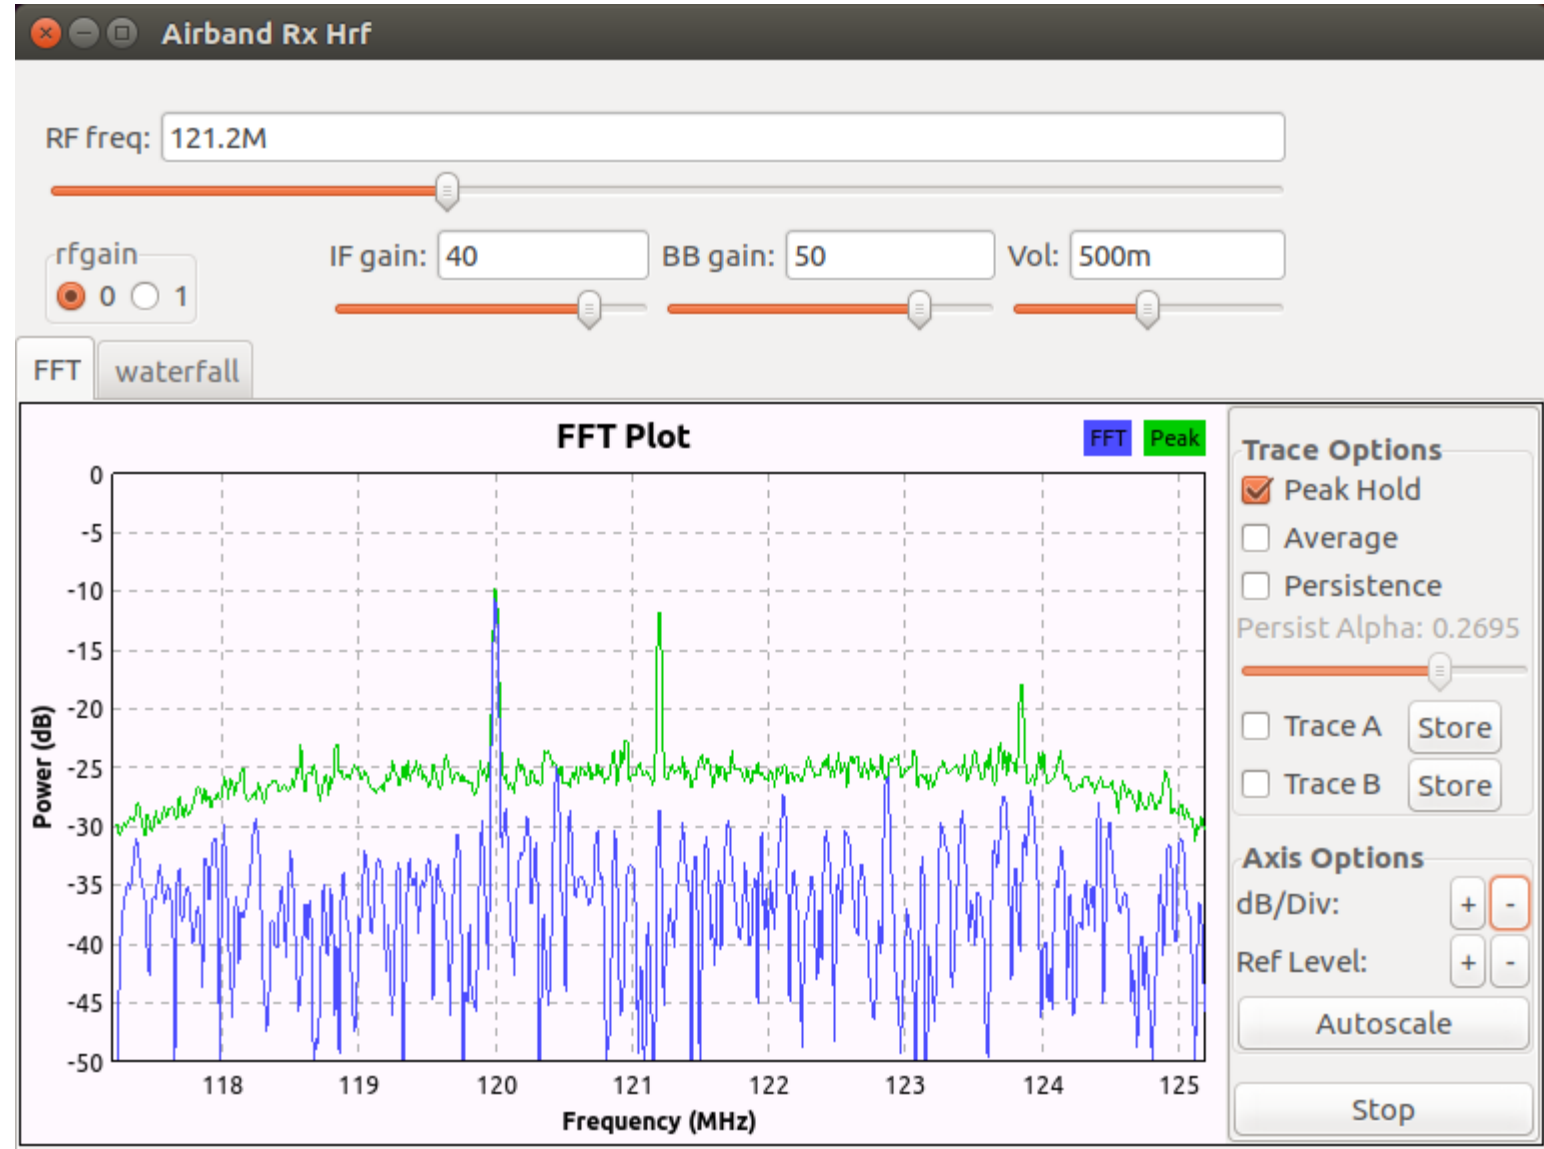 Airband Rx Hrf
RF freq: 121.2M
rfgain
0 1
IF gain: 40
BB gain: 50
Vol: 500m
FFT waterfall
FFT Plot
FFT Peak
0
-5
-10
-15
-20
-25
-30
-35
-40
-45
-50
Power (dB)
118 119 120 121 122 123 124 125
Frequency (MHz)
Trace Options
Peak Hold
Average
Persistence
Persist Alpha: 0.2695
Trace A Store
Trace B Store
Axis Options
dB/Div: + -
Ref Level: + -
Autoscale
Stop